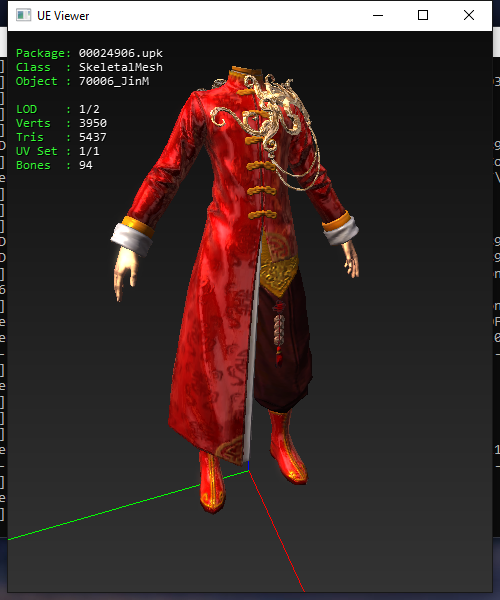 UE Viewer
Package: 00024906.upk
Class : SkeletalMesh
Object : 70006_JinM
LOD : 1/2
Verts : 3950
Tris : 5437
UV Set : 1/1
Bones : 94